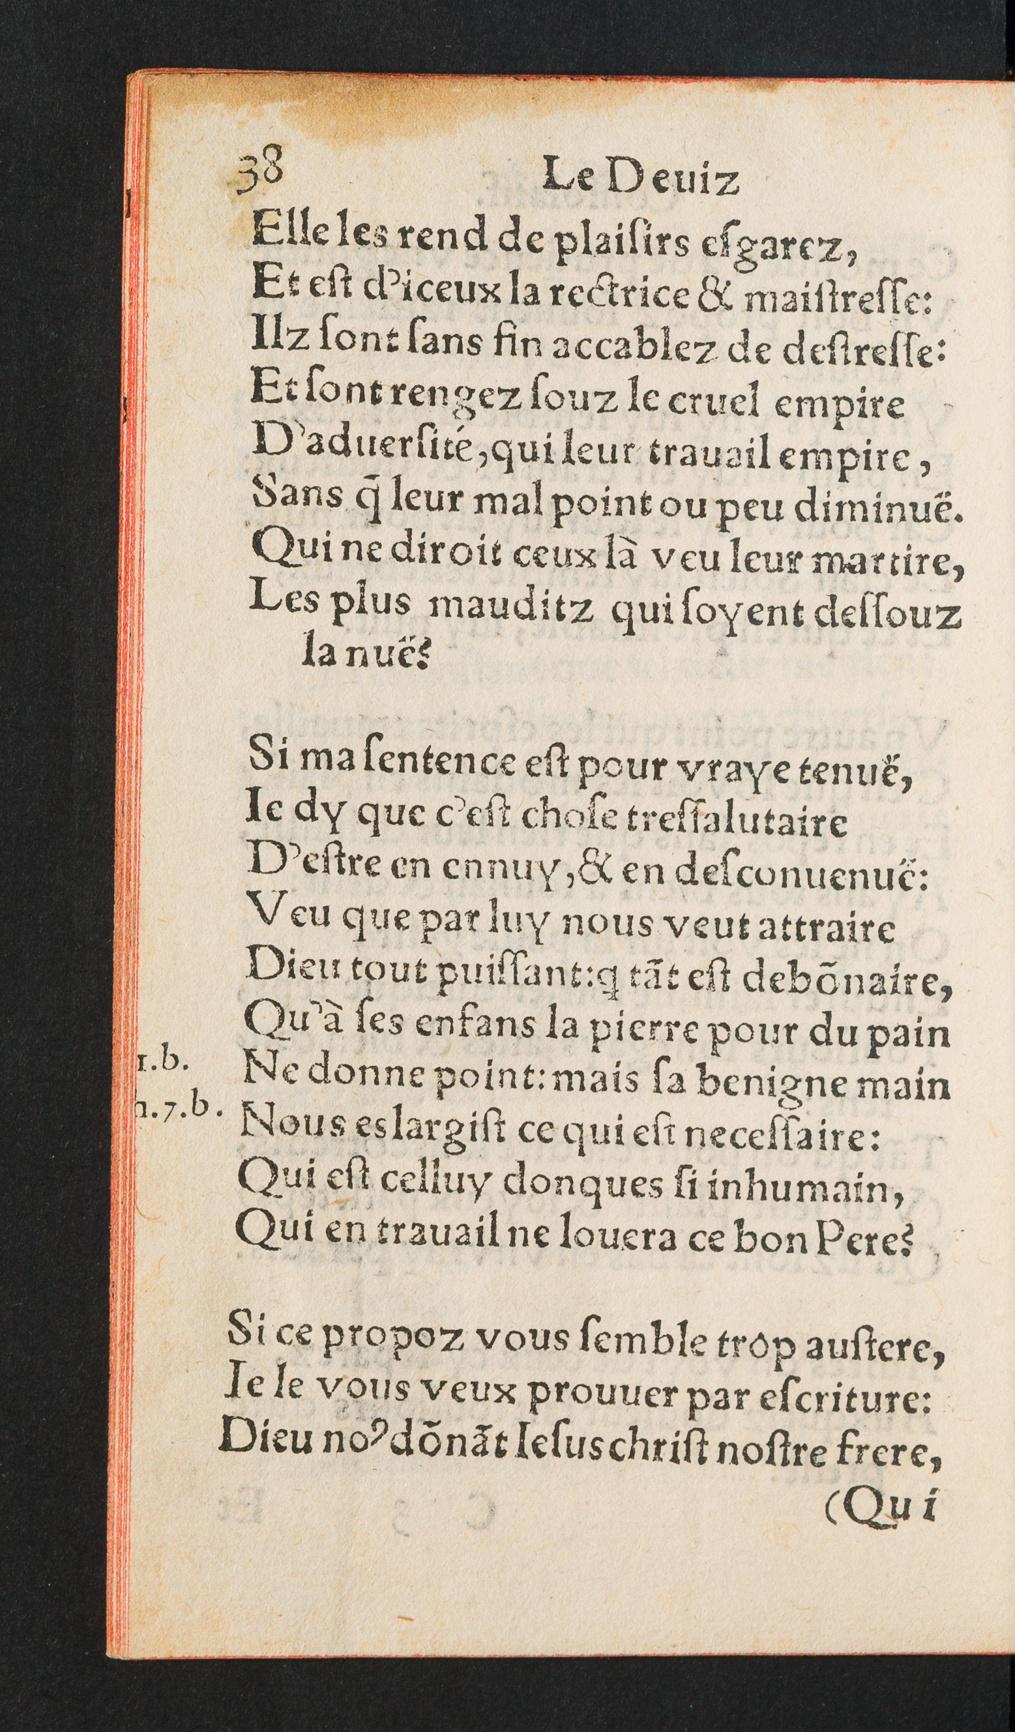 38 Le Deuiz
Elle les rend de plaiſirs eſgarez,
Et eſt d'iceux la rectrice & maiſtreſſe:
Ilz ſont ſans fin accablez de deſtreſſe:
Et ſont rengez ſouz le cruel empire
D'aduerſité, qui leur trauail empire,
Sans q̃ leur mal point ou peu diminuë.
Qui ne diroit ceux là veu leur martire,
Les plus mauditz qui ſoyent deſſouz
la nuë?
Si ma ſentence eſt pour vraye tenuë,
Ie dy que c'eſt choſe treſſalutaire
D'eſtre en ennuy, & en deſconuenuë:
Veu que par luy nous veut attraire
Dieu tout puiſſant: q tãt eſt debõnaire,
Qu'à ſes enfans la pierre pour du pain
1.b. Ne donne point: mais ſa benigne main
h.7.b. Nous eslargiſt ce qui eſt neceſſaire:
Qui eſt celluy donques ſi inhumain,
Qui en trauail ne louera ce bon Pere?
Si ce propoz vous ſemble trop auſtere,
Ie le vous veux prouuer par eſcriture:
Dieu noꝰ dõnãt Ieſuschriſt noſtre frere,
(Qui